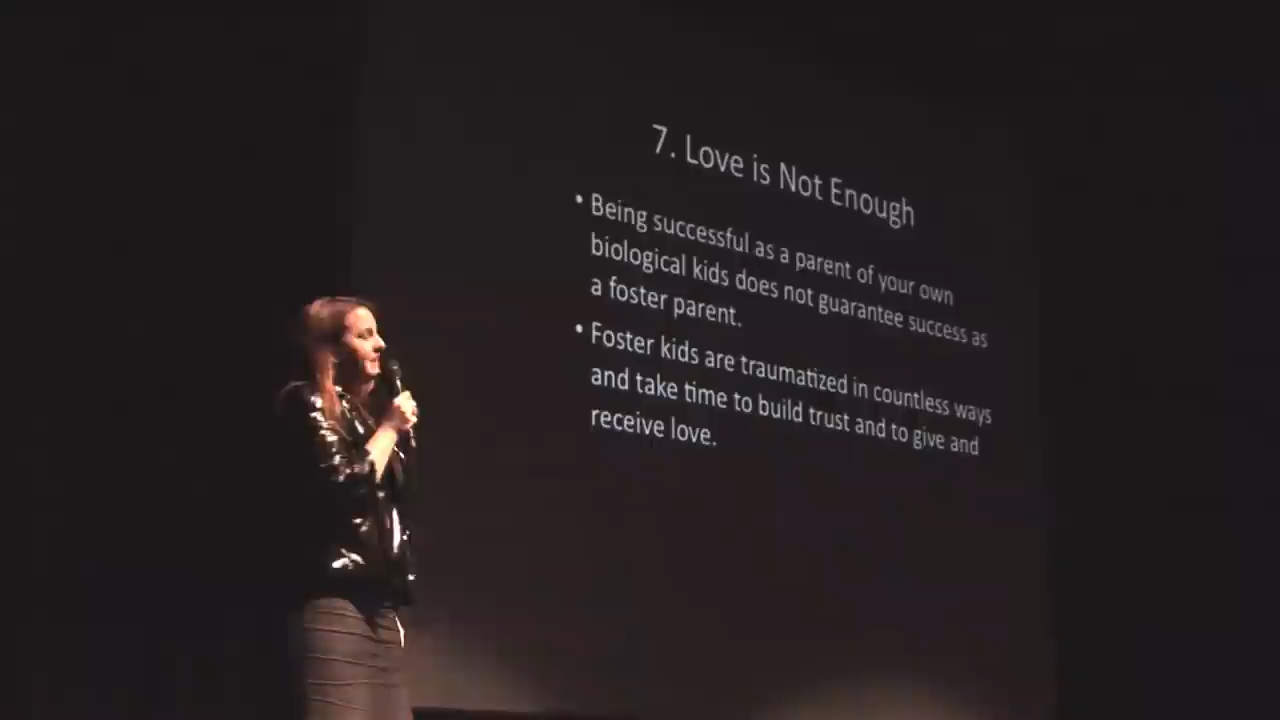 7. Love is Not Enough
• Being successful as a parent of your own
biological kids does not guarantee success as
a foster parent.
• Foster kids are traumatized in countless ways
and take time to build trust and to give and
receive love.